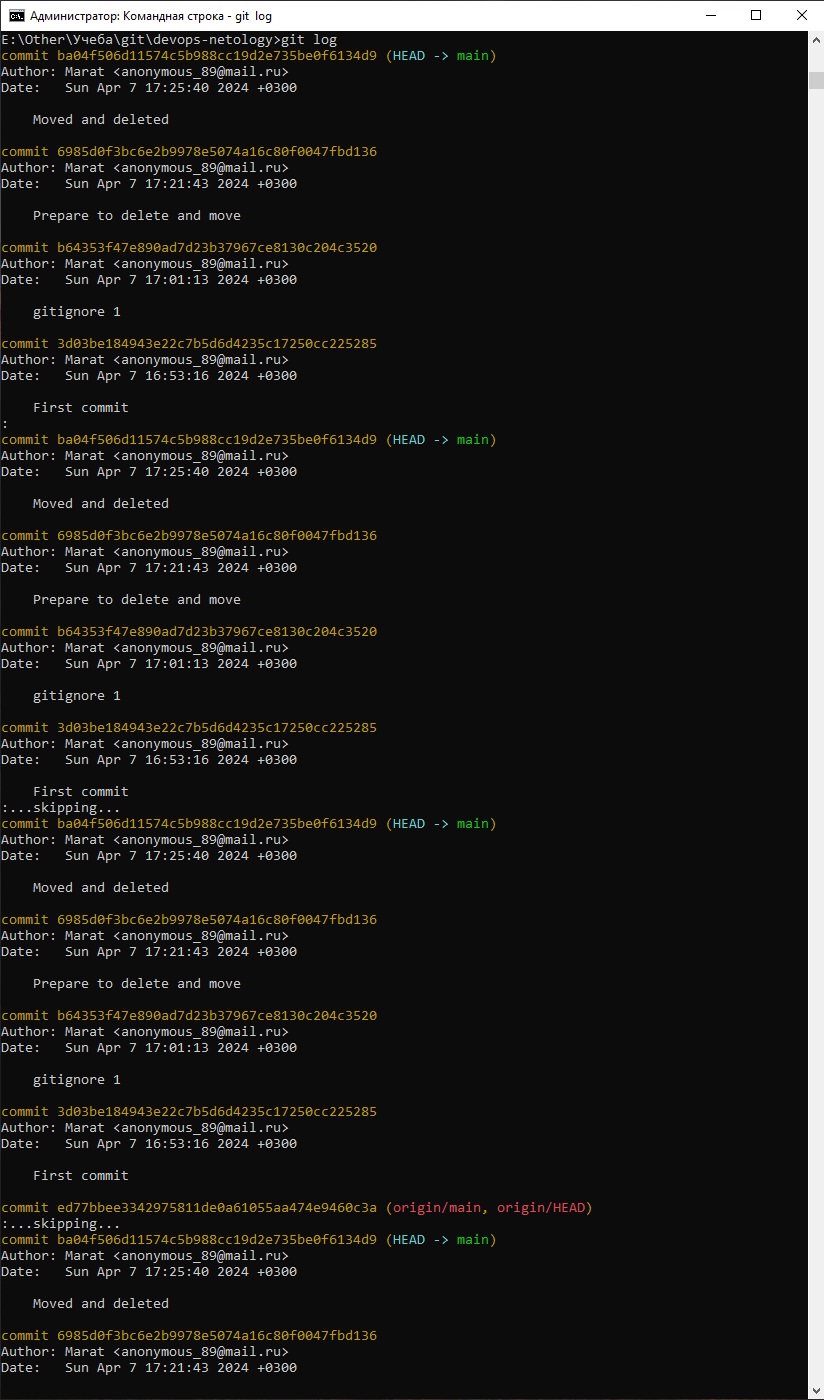 Администратор: Командная строка - git log
E:\Other\Учеба\git\devops-netology>git log
commit ba04f506d11574c5b988cc19d2e735be0f6134d9 (HEAD -> main)
Author: Marat <anonymous_89@mail.ru>
Date:   Sun Apr 7 17:25:40 2024 +0300
    Moved and deleted
commit 6985d0f3bc6e2b9978e5074a16c80f0047fbd136
Author: Marat <anonymous_89@mail.ru>
Date:   Sun Apr 7 17:21:43 2024 +0300
    Prepare to delete and move
commit b64353f47e890ad7d23b37967ce8130c204c3520
Author: Marat <anonymous_89@mail.ru>
Date:   Sun Apr 7 17:01:13 2024 +0300
    gitignore 1
commit 3d03be184943e22c7b5d6d4235c17250cc225285
Author: Marat <anonymous_89@mail.ru>
Date:   Sun Apr 7 16:53:16 2024 +0300
    First commit
:
commit ba04f506d11574c5b988cc19d2e735be0f6134d9 (HEAD -> main)
Author: Marat <anonymous_89@mail.ru>
Date:   Sun Apr 7 17:25:40 2024 +0300
    Moved and deleted
commit 6985d0f3bc6e2b9978e5074a16c80f0047fbd136
Author: Marat <anonymous_89@mail.ru>
Date:   Sun Apr 7 17:21:43 2024 +0300
    Prepare to delete and move
commit b64353f47e890ad7d23b37967ce8130c204c3520
Author: Marat <anonymous_89@mail.ru>
Date:   Sun Apr 7 17:01:13 2024 +0300
    gitignore 1
commit 3d03be184943e22c7b5d6d4235c17250cc225285
Author: Marat <anonymous_89@mail.ru>
Date:   Sun Apr 7 16:53:16 2024 +0300
    First commit
:...skipping...
commit ba04f506d11574c5b988cc19d2e735be0f6134d9 (HEAD -> main)
Author: Marat <anonymous_89@mail.ru>
Date:   Sun Apr 7 17:25:40 2024 +0300
    Moved and deleted
commit 6985d0f3bc6e2b9978e5074a16c80f0047fbd136
Author: Marat <anonymous_89@mail.ru>
Date:   Sun Apr 7 17:21:43 2024 +0300
    Prepare to delete and move
commit b64353f47e890ad7d23b37967ce8130c204c3520
Author: Marat <anonymous_89@mail.ru>
Date:   Sun Apr 7 17:01:13 2024 +0300
    gitignore 1
commit 3d03be184943e22c7b5d6d4235c17250cc225285
Author: Marat <anonymous_89@mail.ru>
Date:   Sun Apr 7 16:53:16 2024 +0300
    First commit
commit ed77bbee3342975811de0a61055aa474e9460c3a (origin/main, origin/HEAD)
:...skipping...
commit ba04f506d11574c5b988cc19d2e735be0f6134d9 (HEAD -> main)
Author: Marat <anonymous_89@mail.ru>
Date:   Sun Apr 7 17:25:40 2024 +0300
    Moved and deleted
commit 6985d0f3bc6e2b9978e5074a16c80f0047fbd136
Author: Marat <anonymous_89@mail.ru>
Date:   Sun Apr 7 17:21:43 2024 +0300